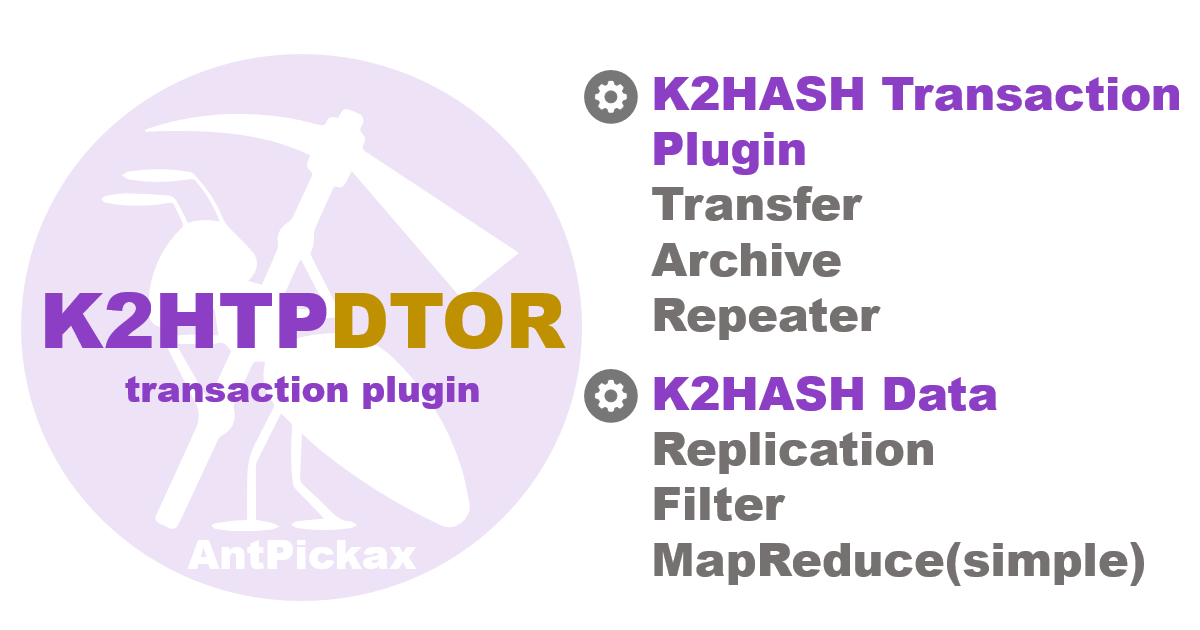 K2HTPDTOR
transaction plugin
AntPickax
K2HASH Transaction
Plugin
Transfer
Archive
Repeater
K2HASH Data
Replication
Filter
MapReduce(simple)